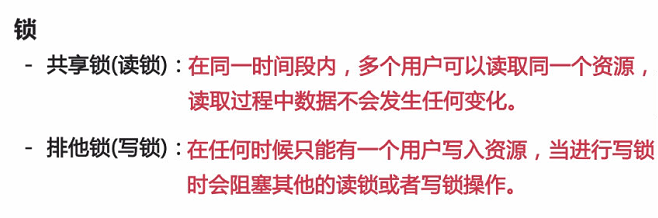 锁
- 共享锁(读锁)：在同一时间段内，多个用户可以读取同一个资源，
读取过程中数据不会发生任何变化。
- 排他锁(写锁)：在任何时候只能有一个用户写入资源，当进行写锁
时会阻塞其他的读锁或者写锁操作。